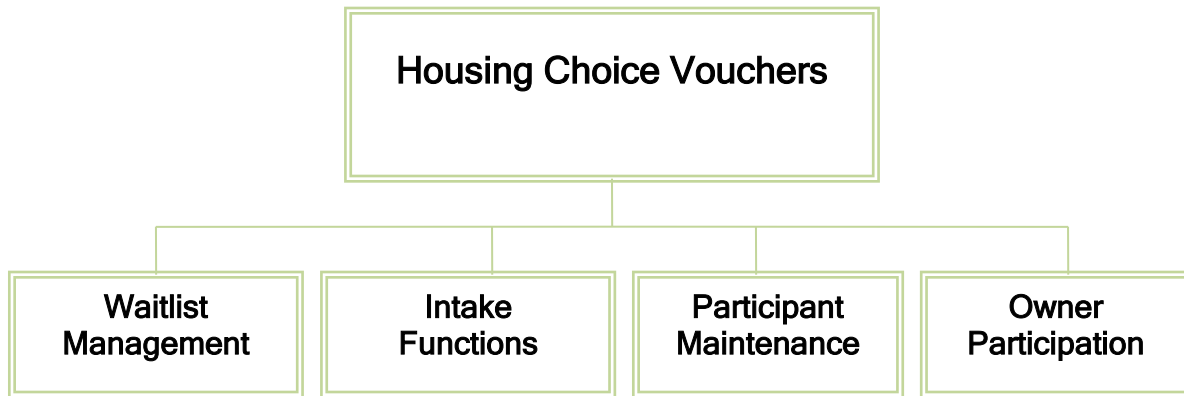 Housing Choice Vouchers
Waitlist
Management
Intake
Functions
Participant
Maintenance
Owner
Participation